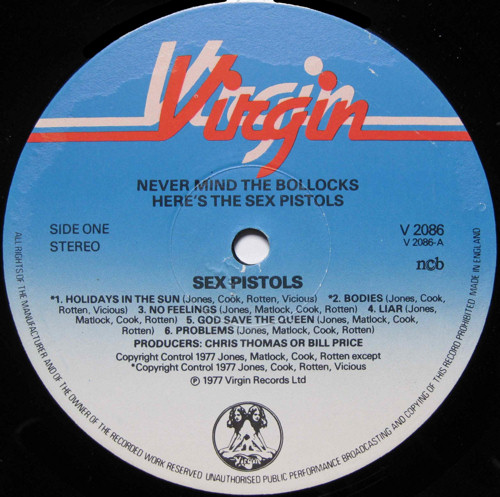 Virgin
NEVER MIND THE BOLLOCKS
HERE'S THE SEX PISTOLS
SIDE ONE
STEREO
V 2086
V 2086-A
ncb
SEX PISTOLS
*1. HOLIDAYS IN THE SUN (Jones, Cook, Rotten, Vicious) *2. BODIES (Jones, Cook,
Rotten, Vicious) 3. NO FEELINGS (Jones, Matlock, Cook, Rotten) 4. LIAR (Jones,
Matlock, Cook, Rotten) 5. GOD SAVE THE QUEEN (Jones, Matlock, Cook,
Rotten) 6. PROBLEMS (Jones, Matlock, Cook, Rotten)
PRODUCERS: CHRIS THOMAS OR BILL PRICE
Copyright Control 1977 Jones, Matlock, Cook, Rotten except
*Copyright Control 1977 Jones, Cook, Rotten, Vicious
℗ 1977 Virgin Records Ltd
Virgin
ALL RIGHTS OF THE MANUFACTURER AND OF THE OWNER OF THE RECORDED WORK RESERVED UNAUTHORISED PUBLIC PERFORMANCE BROADCASTING AND COPYING OF THIS RECORD PROHIBITED MADE IN ENGLAND